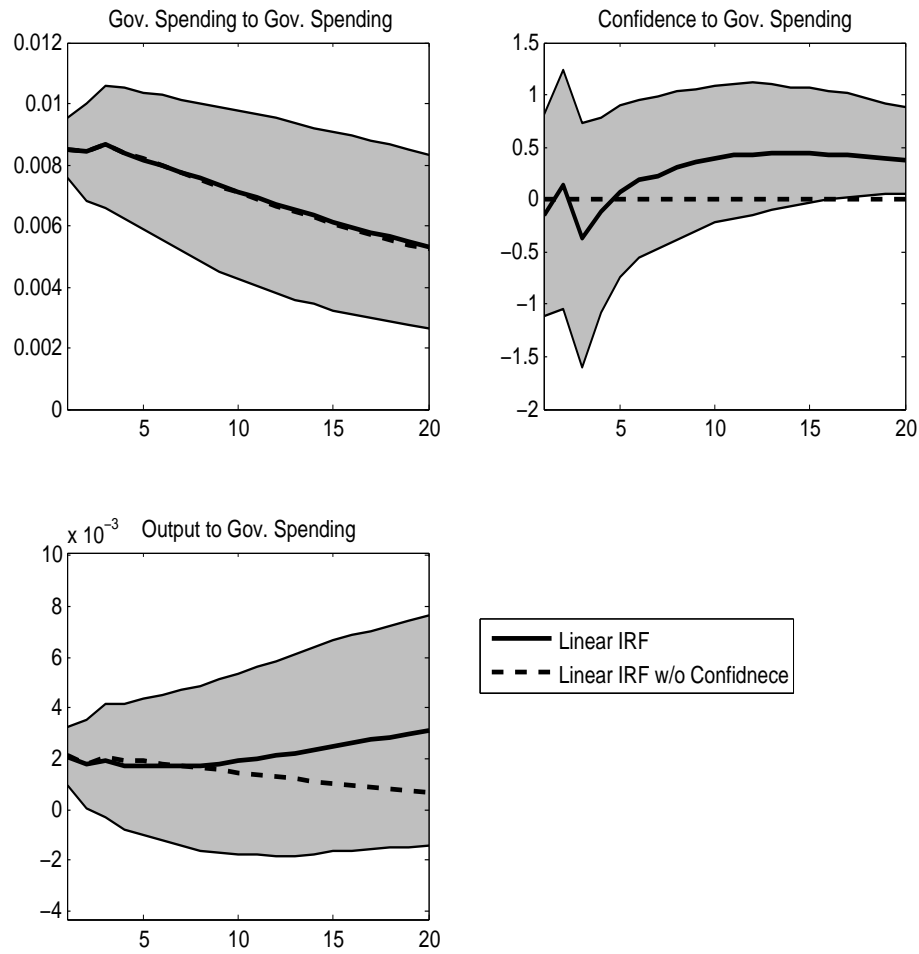 Gov. Spending to Gov. Spending
0.012
0.01
0.008
0.006
0.004
0.002
0
5 10 15 20
Confidence to Gov. Spending
1.5
1
0.5
0
−0.5
−1
−1.5
−2
5 10 15 20
x 10−3 Output to Gov. Spending
10
8
6
4
2
0
−2
−4
5 10 15 20
Linear IRF
Linear IRF w/o Confidnece